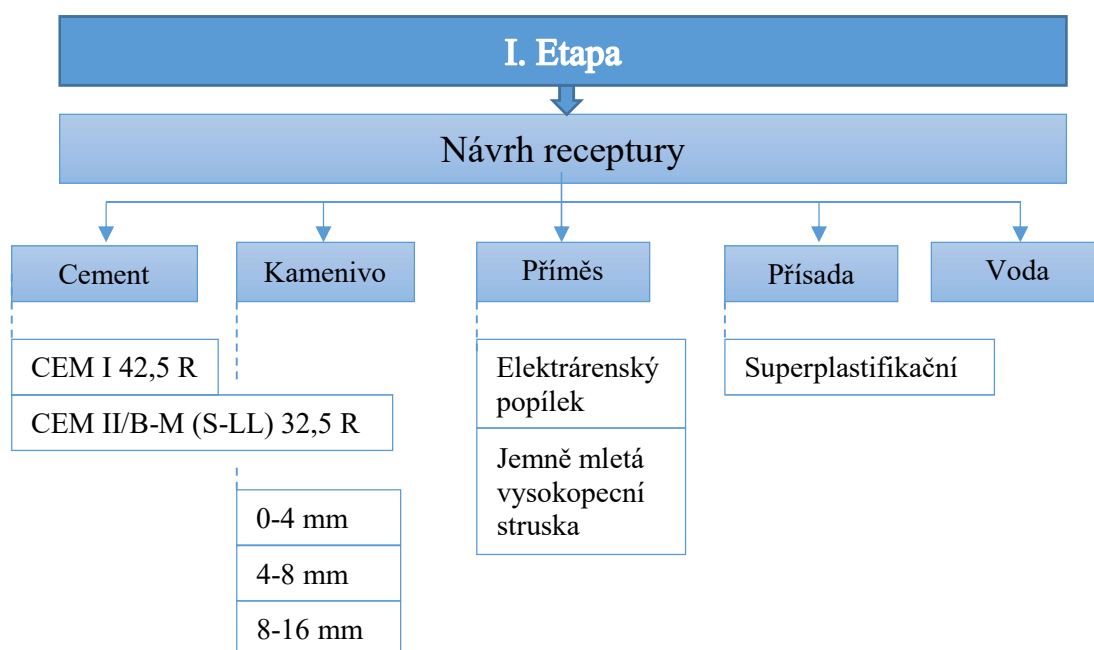 I. Etapa
Návrh receptury
Cement
Kamenivo
Příměs
Přísada
Voda
CEM I 42,5 R
CEM II/B-M (S-LL) 32,5 R
0-4 mm
4-8 mm
8-16 mm
Elektrárenský
popílek
Jemně mletá
vysokopecní
struska
Superplastifikační